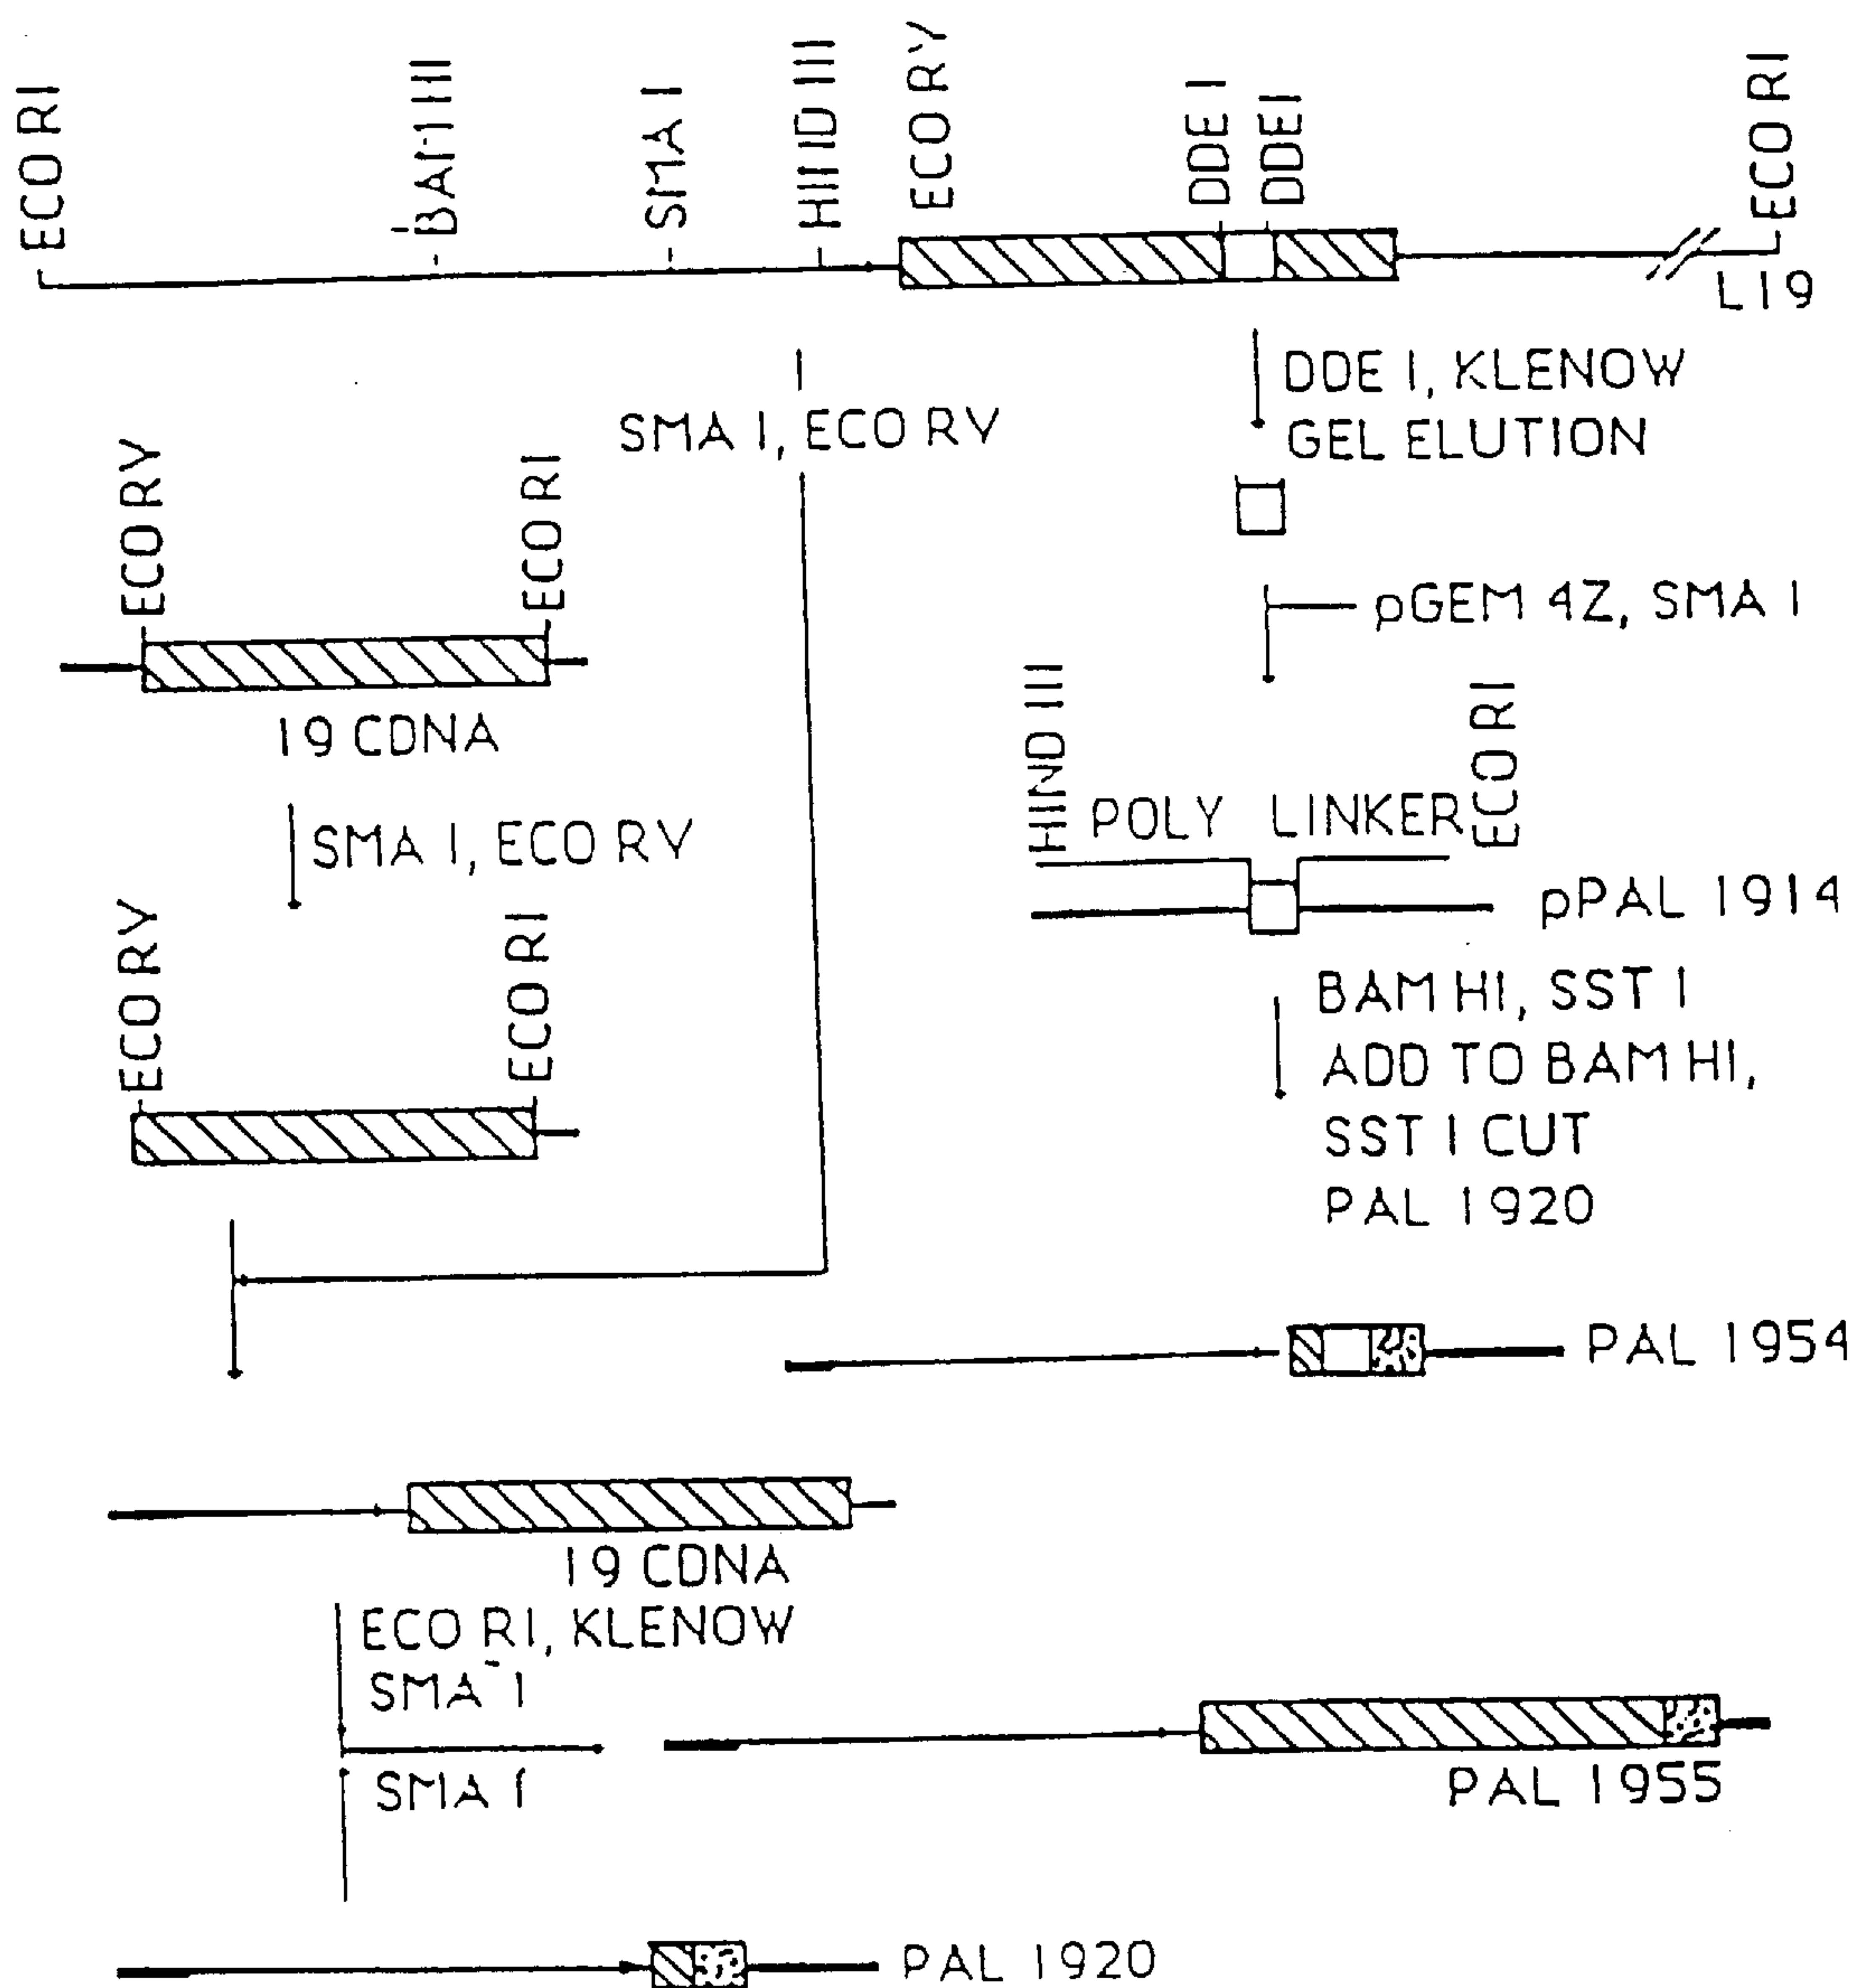 ECO RI
BAM HI
SMA I
HIND III
ECO RV
DDE I
DDE I
ECO RI
L19
SMA I, ECO RV
DDE I, KLENOW
GEL ELUTION
pGEM 4Z, SMA I
ECO RV
ECO RI
19 CDNA
SMA I, ECO RV
ECO RV
ECO RI
HIND III
POLY LINKER
ECO RI
pPAL 1914
BAM HI, SST I
ADD TO BAM HI,
SST I CUT
PAL 1920
PAL 1954
19 CDNA
ECO RI, KLENOW
SMA I
SMA I
PAL 1955
PAL 1920